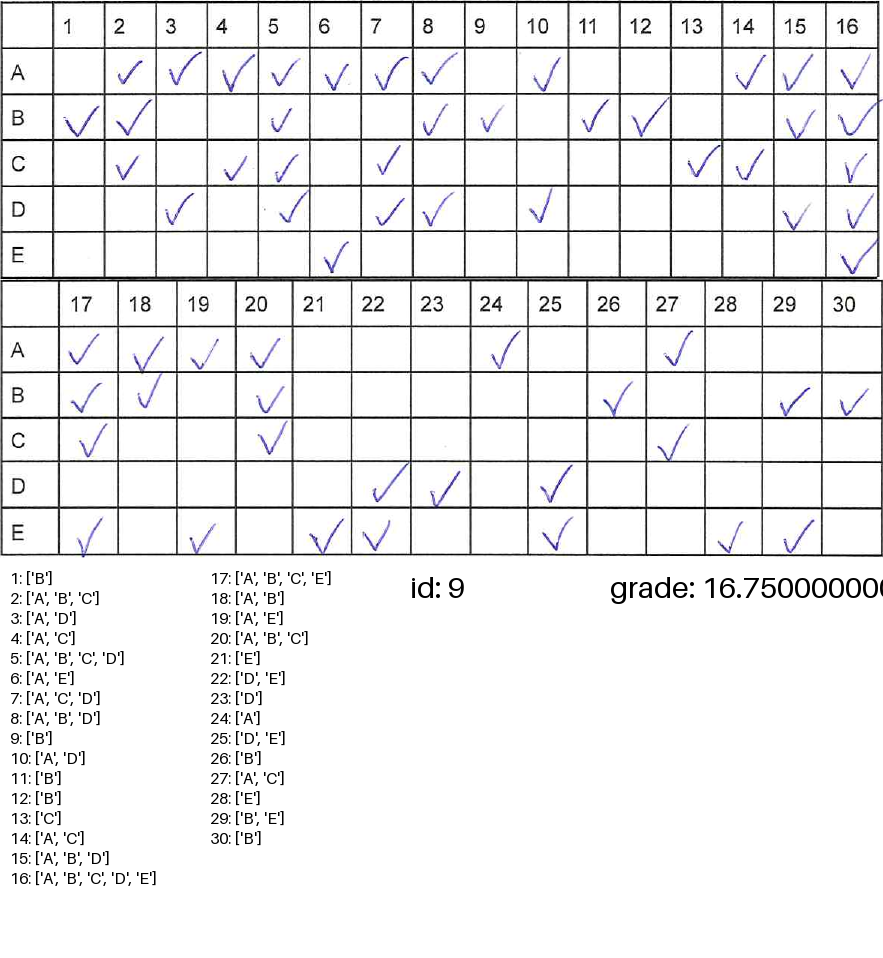 1 2 3 4 5 6 7 8 9 10 11 12 13 14 15 16
A
B
C
D
E
17 18 19 20 21 22 23 24 25 26 27 28 29 30
A
B
C
D
E
1: ['B']
2: ['A', 'B', 'C']
3: ['A', 'D']
4: ['A', 'C']
5: ['A', 'B', 'C', 'D']
6: ['A', 'E']
7: ['A', 'C', 'D']
8: ['A', 'B', 'D']
9: ['B']
10: ['A', 'D']
11: ['B']
12: ['B']
13: ['C']
14: ['A', 'C']
15: ['A', 'B', 'D']
16: ['A', 'B', 'C', 'D', 'E']
17: ['A', 'B', 'C', 'E']
18: ['A', 'B']
19: ['A', 'E']
20: ['A', 'B', 'C']
21: ['E']
22: ['D', 'E']
23: ['D']
24: ['A']
25: ['D', 'E']
26: ['B']
27: ['A', 'C']
28: ['E']
29: ['B', 'E']
30: ['B']
id: 9
grade: 16.750000000